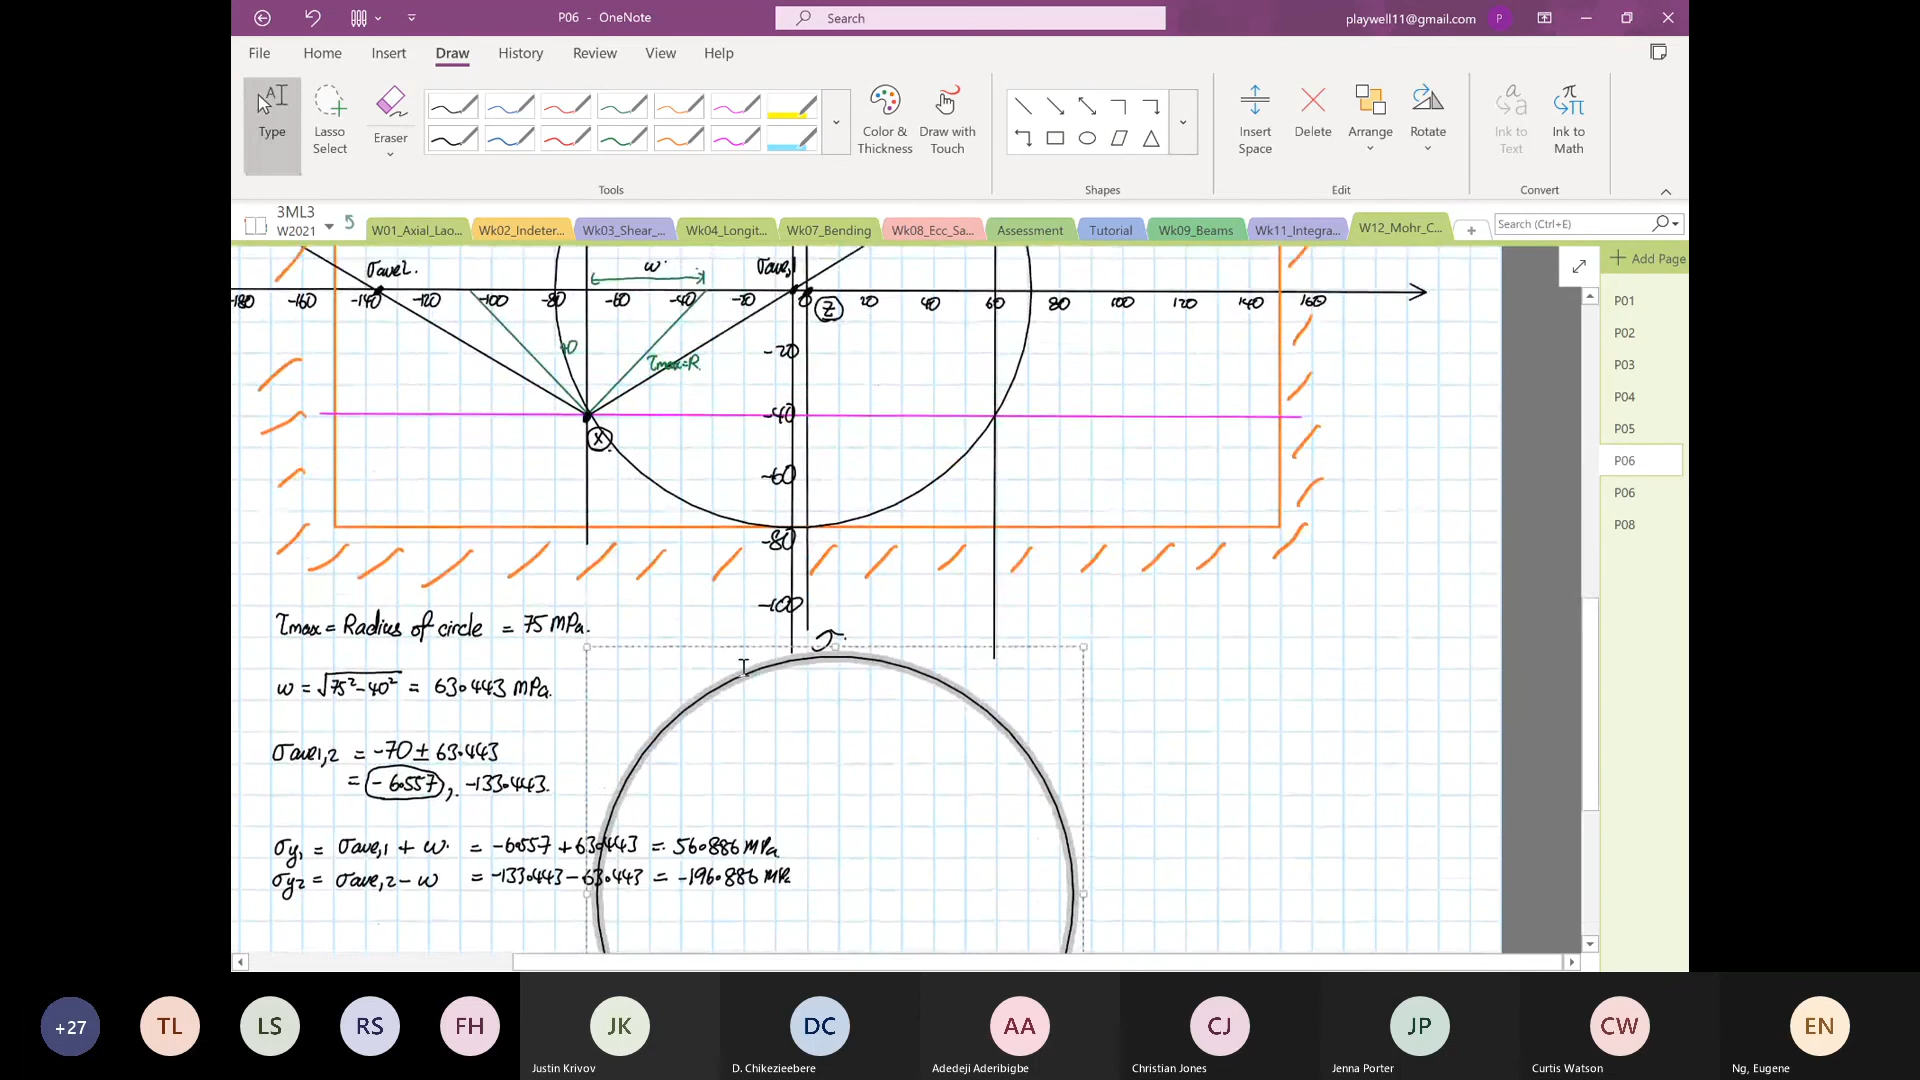 P06 - OneNote
Search
playwell11@gmail.com
P
File
Home
Insert
Draw
History
Review
View
Help
Type
Lasso Select
Eraser
Color & Thickness
Draw with Touch
Insert Space
Delete
Arrange
Rotate
Ink to Text
Ink to Math
Tools
Shapes
Edit
Convert
3ML3 W2021
W01_Axial_Lao...
Wk02_Indeter...
Wk03_Shear_...
Wk04_Longit...
Wk07_Bending
Wk08_Ecc_Sa...
Assessment
Tutorial
Wk09_Beams
Wk11_Integra...
W12_Mohr_C...
Search (Ctrl+E)
Add Page
P01
P02
P03
P04
P05
P06
P06
P08
σave2.
w.
σave,1
-180 -160 -140 -120 -100 -80 -60 -40 -20 0 20 40 60 80 100 120 140 160
Z
-20
40
τmax=R.
-40
X
-60
-80
-100
τmax = Radius of circle = 75 MPa.
w = √75²-40² = 63.443 MPa.
σave1,2 = -70 ± 63.443
= -6.557, -133.443.
σy1 = σave,1 + w. = -6.557 + 63.443 = 56.886 MPa
σy2 = σave,2 - w = -133.443 - 63.443 = -196.886 MPa
+27
TL
LS
RS
FH
JK
DC
AA
CJ
JP
CW
EN
Justin Krivov
D. Chikezieebere
Adedeji Aderibigbe
Christian Jones
Jenna Porter
Curtis Watson
Ng, Eugene